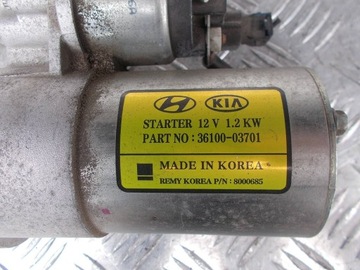 KIA
STARTER 12 V 1.2 KW
PART NO : 36100-03701
MADE IN KOREA
REMY KOREA P/N : 8000685